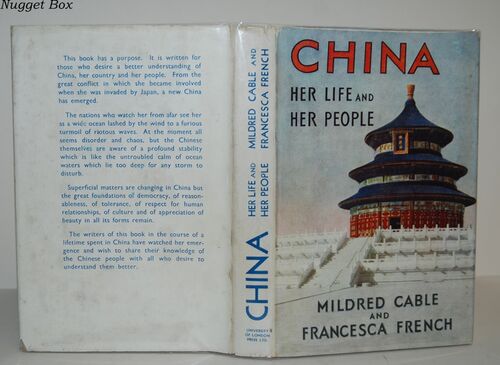 Nugget Box
This book has a purpose. It is written for
those who desire a better understanding of
China, her country and her people. From the
great conflict in which she became involved
when she was invaded by Japan, a new China
has emerged.
The nations who watch her from afar see her
as a wide ocean lashed by the wind to a furious
turmoil of riotous waves. At the moment all
seems disorder and chaos, but the Chinese
themselves are aware of a profound stability
which is like the untroubled calm of ocean
waters which lie too deep for any storm to
disturb.
Superficial matters are changing in China but
the great foundations of democracy, of reason-
ableness, of tolerance, of respect for human
relationships, of culture and of appreciation of
beauty in all its forms remain.
The writers of this book in the course of a
lifetime spent in China have watched her emer-
gence and wish to share their knowledge of
the Chinese people with all who desire to
understand them better.
CHINA
HER LIFE AND
HER PEOPLE
MILDRED CABLE AND
FRANCESCA FRENCH
UNIVERSITY
OF LONDON
PRESS LTD.
CHINA
HER LIFE AND
HER PEOPLE
MILDRED CABLE
AND
FRANCESCA FRENCH